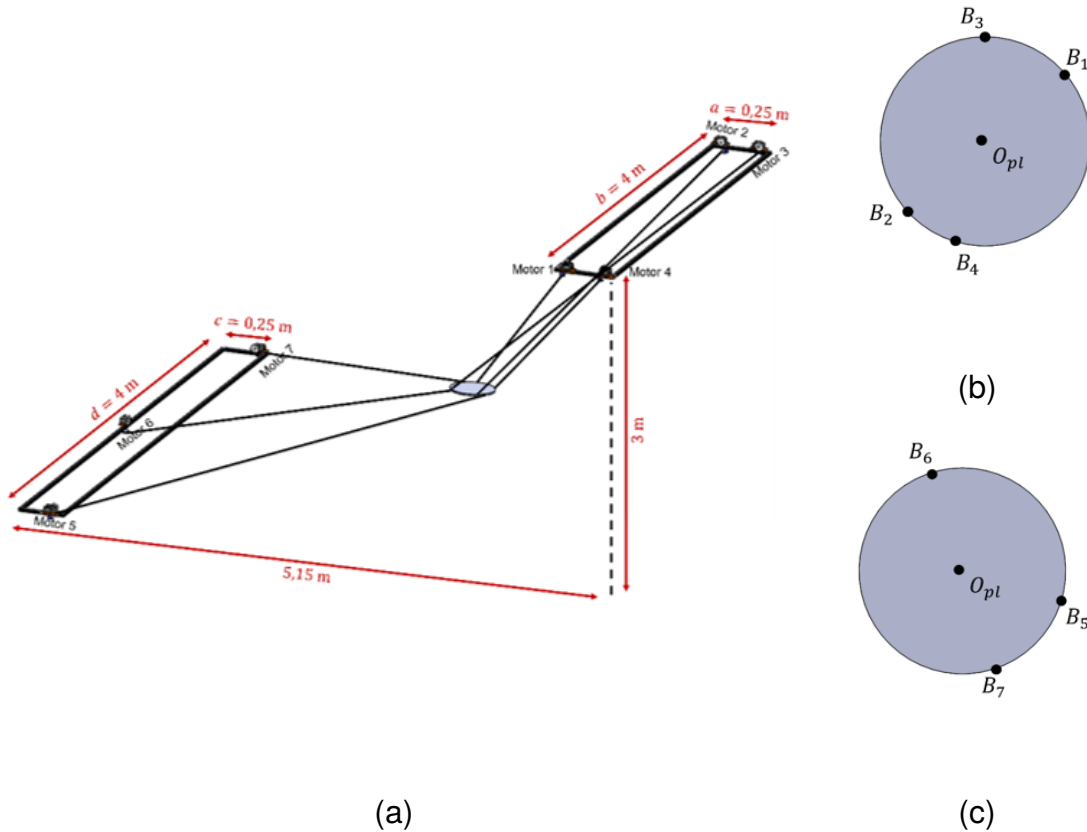 a = 0,25 m
Motor 2
Motor 3
b = 4 m
Motor 1
Motor 4
c = 0,25 m
Motor 7
d = 4 m
Motor 6
Motor 5
3 m
5,15 m
(a)
B₃
B₁
Oₚₗ
B₂
B₄
(b)
B₆
Oₚₗ
B₅
B₇
(c)